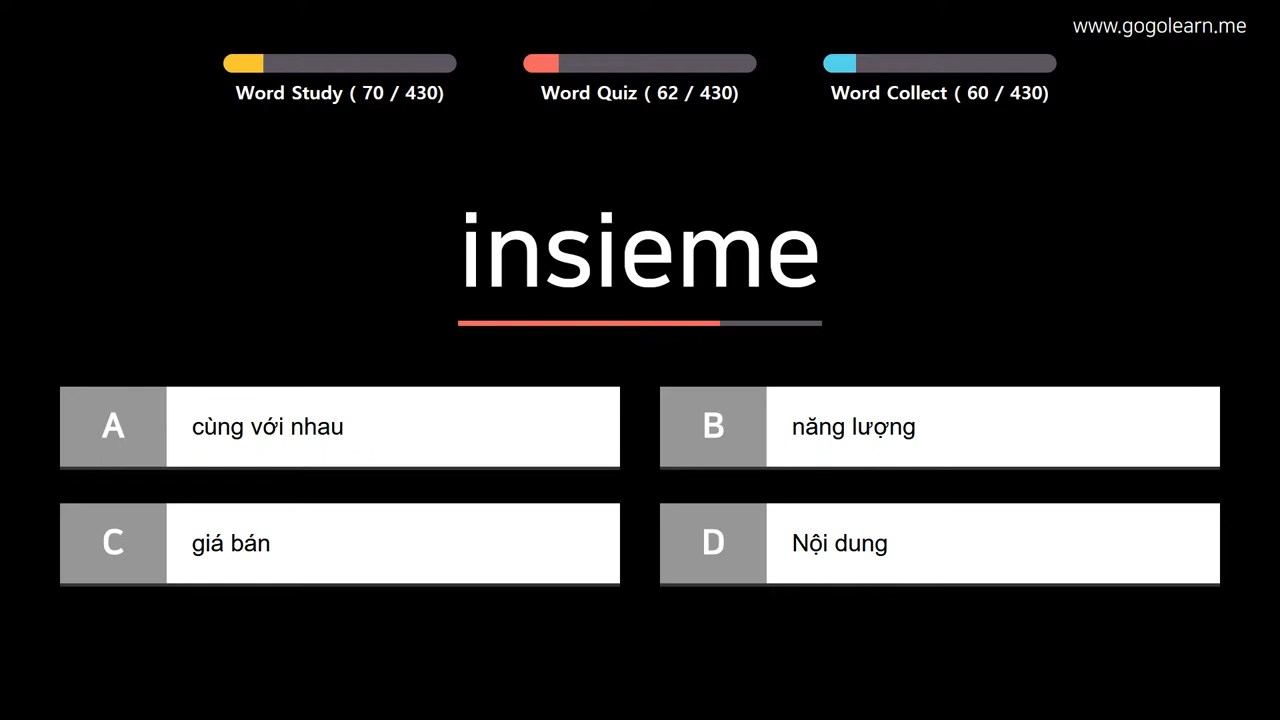 www.gogolearn.me
Word Study ( 70 / 430)
Word Quiz ( 62 / 430)
Word Collect ( 60 / 430)
insieme
A cùng với nhau
B năng lượng
C giá bán
D Nội dung